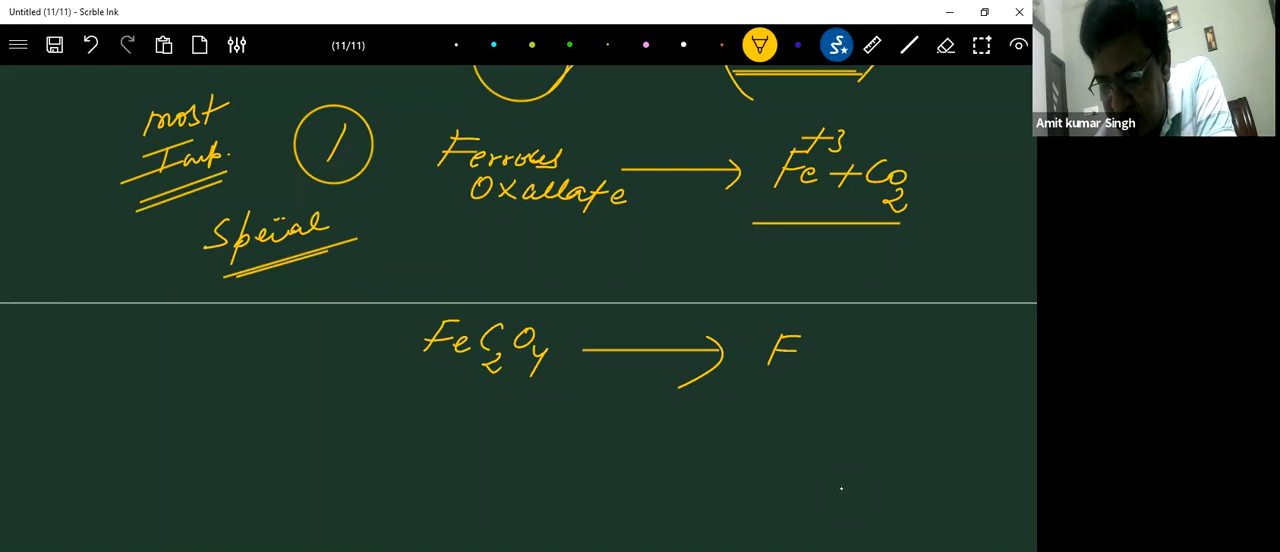 Untitled (11/11) - Scrble Ink
(11/11)
Amit kumar Singh
most
Imp.
Special
1
Ferrous
Oxallate → Fe+3 + CO2
FeC2O4 → F